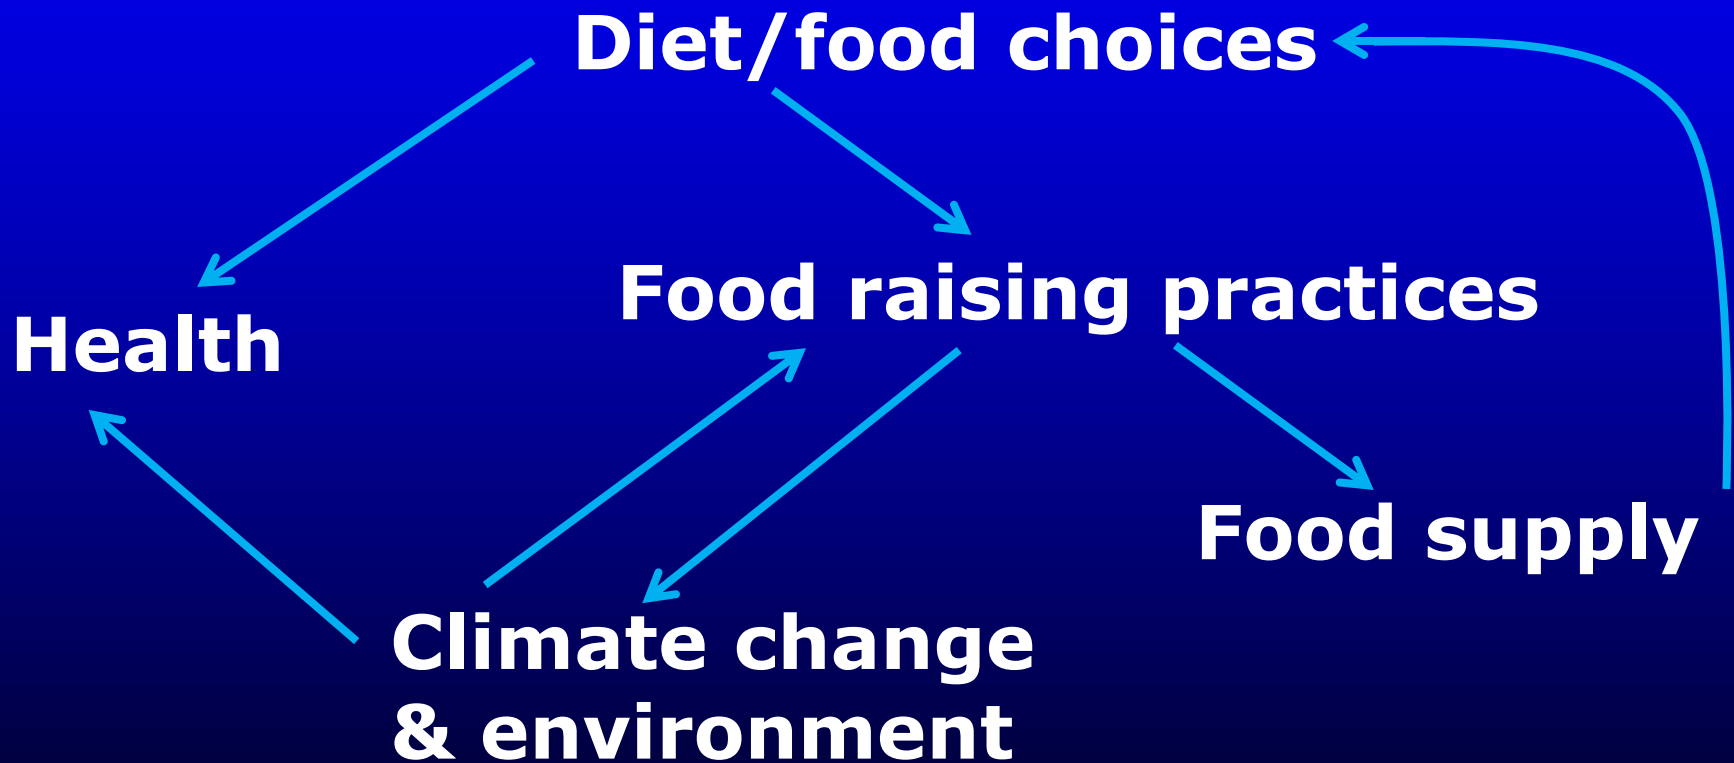 Diet/food choices
Food raising practices
Health
Food supply
Climate change
& environment